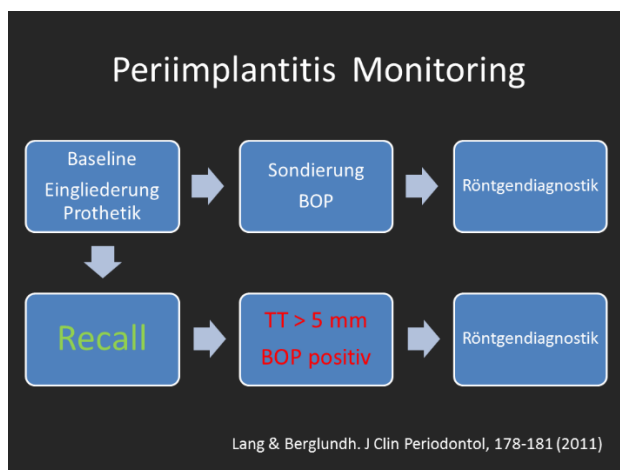 Periimplantitis Monitoring
Baseline
Eingliederung
Prothetik
Sondierung
BOP
Röntgendiagnostik
Recall
TT > 5 mm
BOP positiv
Röntgendiagnostik
Lang & Berglundh. J Clin Periodontol, 178-181 (2011)